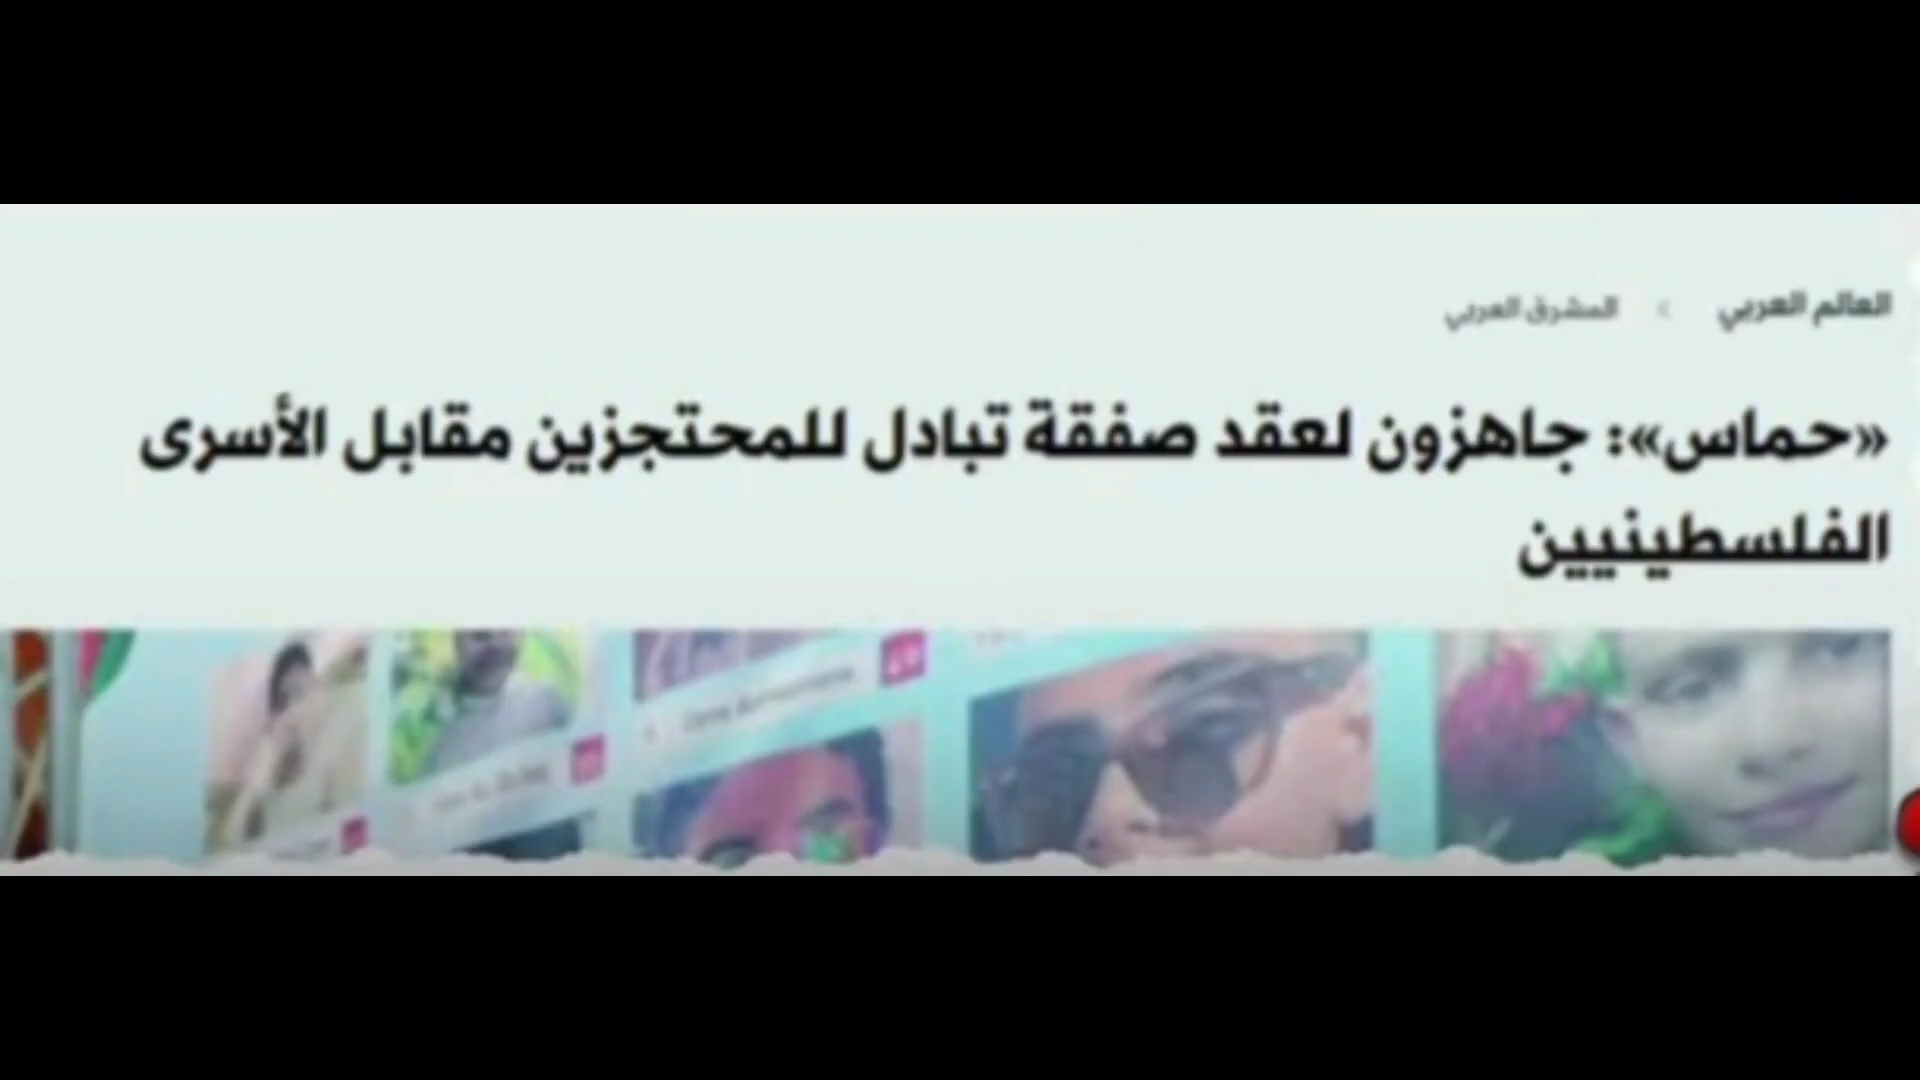 العالم العربي > المشرق العربي
«حماس»: جاهزون لعقد صفقة تبادل للمحتجزين مقابل الأسرى
الفلسطينيين